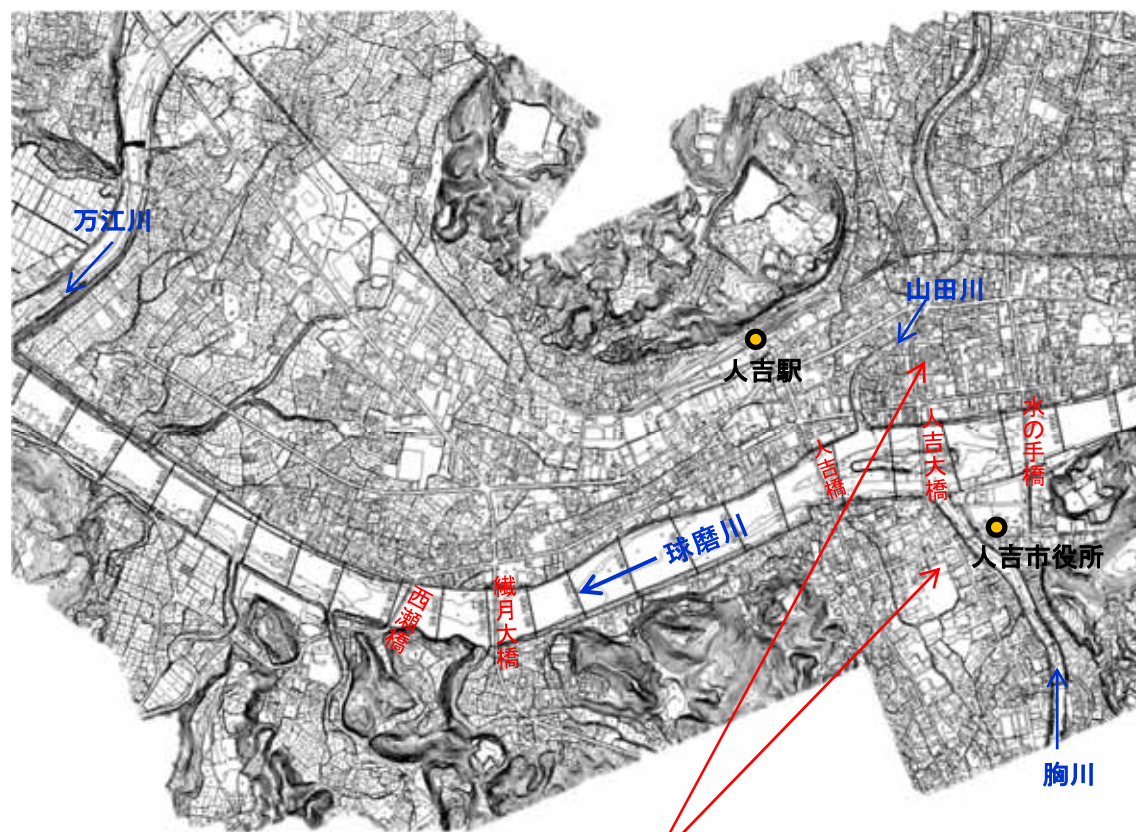 万江川
山田川
人吉駅
水の手橋
人吉大橋
人吉橋
球磨川
人吉市役所
繊月大橋
西瀬橋
胸川